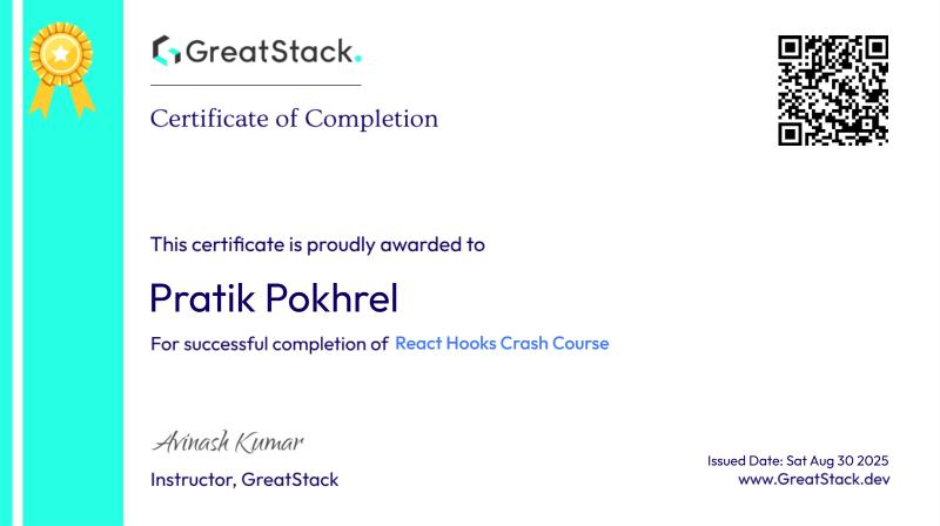 GreatStack.
Certificate of Completion
This certificate is proudly awarded to
Pratik Pokhrel
For successful completion of React Hooks Crash Course
Avinash Kumar
Instructor, GreatStack
Issued Date: Sat Aug 30 2025
www.GreatStack.dev